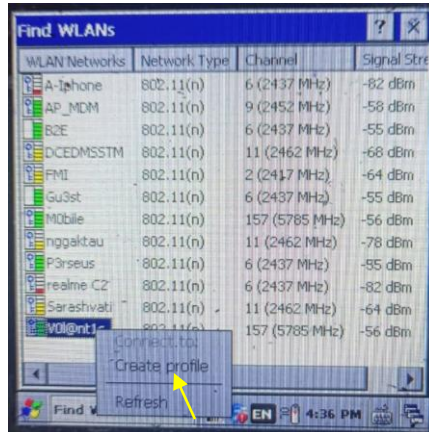 Find WLANs ? ×
WLAN Networks Network Type Channel Signal Stre
A-Iphone 802.11(n) 6 (2437 MHz) -82 dBm
AP_MDM 802.11(n) 9 (2452 MHz) -58 dBm
B2E 802.11(n) 6 (2437 MHz) -55 dBm
DCEDMSSTM 802.11(n) 11 (2462 MHz) -68 dBm
FMI 802.11(n) 2 (2417 MHz) -64 dBm
Gu3st 802.11(n) 6 (2437 MHz) -55 dBm
M0bile 802.11(n) 157 (5785 MHz) -56 dBm
nggaktau 802.11(n) 11 (2462 MHz) -78 dBm
P3rseus 802.11(n) 6 (2437 MHz) -55 dBm
realme C2 802.11(n) 6 (2437 MHz) -82 dBm
Sarashvati 802.11(n) 11 (2462 MHz) -64 dBm
V0l@nt1s 802.11(n) 157 (5785 MHz) -56 dBm
Connect to:
Create profile
Refresh
Find EN 4:36 PM